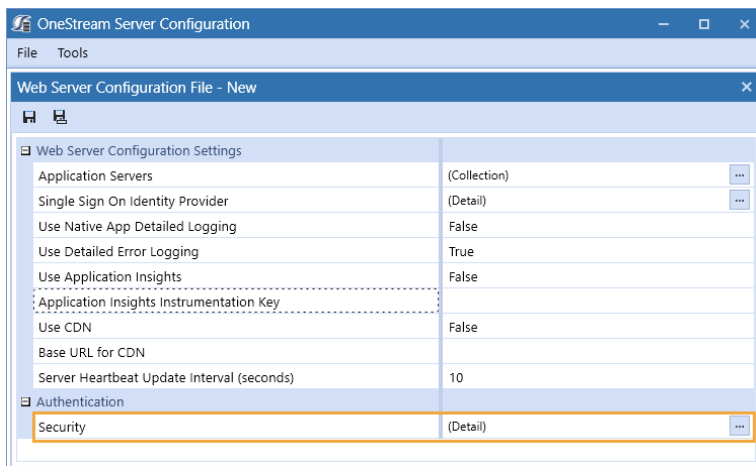 OneStream Server Configuration
File Tools
Web Server Configuration File - New
Web Server Configuration Settings
Application Servers (Collection) ...
Single Sign On Identity Provider (Detail) ...
Use Native App Detailed Logging False
Use Detailed Error Logging True
Use Application Insights False
Application Insights Instrumentation Key
Use CDN False
Base URL for CDN
Server Heartbeat Update Interval (seconds) 10
Authentication
Security (Detail) ...